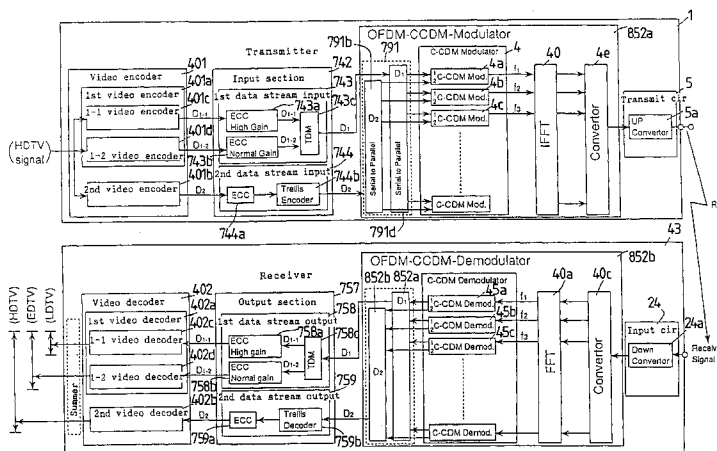 OFDM-CCDM-Modulator
852a
1
791b
791
C-CDM Modulator
4
40
4e
Transmitter
742
743
D1
4a
C-CDM Mod.
f1
5
Video encoder
401
401a
Input section
1st data stream input
743a
743c
4b
C-CDM Mod.
f2
Transmit cir
1st video encoder
401c
ECC
High Gain
D1-1
TDM
D1
4c
C-CDM Mod.
f3
IFFT
Convertor
5a
1-1 video encoder
401d
D1-2
ECC
Normal Gain
D1-2
UP
Convertor
(HDTV signal)
1-2 video encoder
743b
401b
2nd data stream input
744
D2
Serial to Parallel
Serial to Parallel
2nd video encoder
D2
ECC
Trellis
Encoder
744b
D2
C-CDM Mod.
744a
791d
R
OFDM-CCDM-Demodulator
43
852b
Receiver
757
852b
852a
C-CDM Demodulator
40a
40c
(HDTV)
(EDTV)
(LDTV)
Video decoder
402
402a
Output section
758
D1
45a
C-CDM Demod.
f1
24
1st video decoder
402c
1st data stream output
758a
758c
45b
C-CDM Demod.
f2
Input cir
24a
Receive
Signal
1-1 video decoder
402d
D1-1
ECC
High gain
TDM
D1
45c
C-CDM Demod.
f3
FFT
Convertor
Down
Convertor
1-2 video decoder
D1-2
ECC
Normal gain
758b
402b
2nd data stream output
759
D2
Summer
2nd video decoder
D2
ECC
Trellis
Decoder
D2
C-CDM Demod.
759a
759b